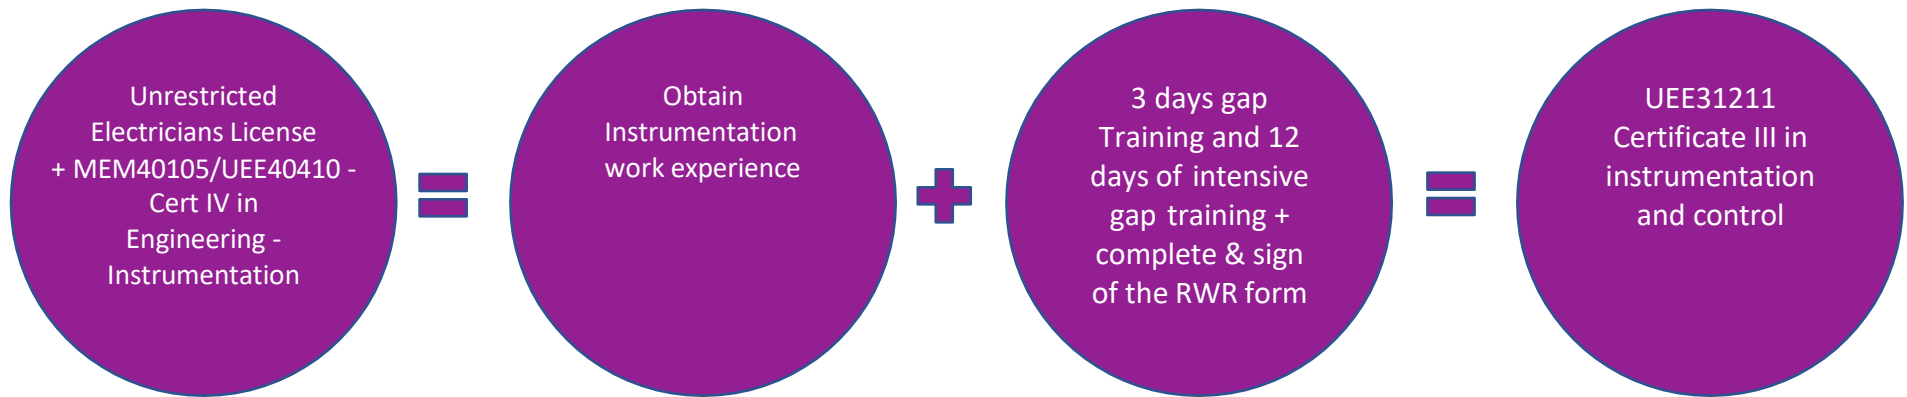 Unrestricted
Electricians License
+ MEM40105/UEE40410 -
Cert IV in
Engineering -
Instrumentation
=
Obtain
Instrumentation
work experience
+
3 days gap
Training and 12
days of intensive
gap training +
complete & sign
of the RWR form
=
UEE31211
Certificate III in
instrumentation
and control